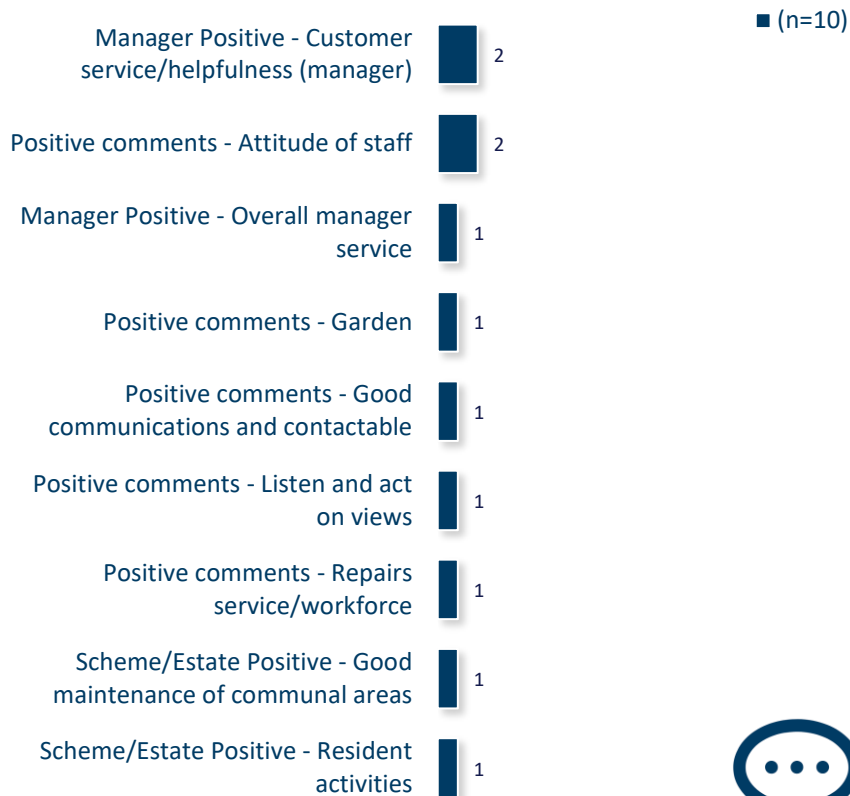 ■ (n=10)
Manager Positive - Customer
service/helpfulness (manager)
2
Positive comments - Attitude of staff
2
Manager Positive - Overall manager
service
1
Positive comments - Garden
1
Positive comments - Good
communications and contactable
1
Positive comments - Listen and act
on views
1
Positive comments - Repairs
service/workforce
1
Scheme/Estate Positive - Good
maintenance of communal areas
1
Scheme/Estate Positive - Resident
activities
1